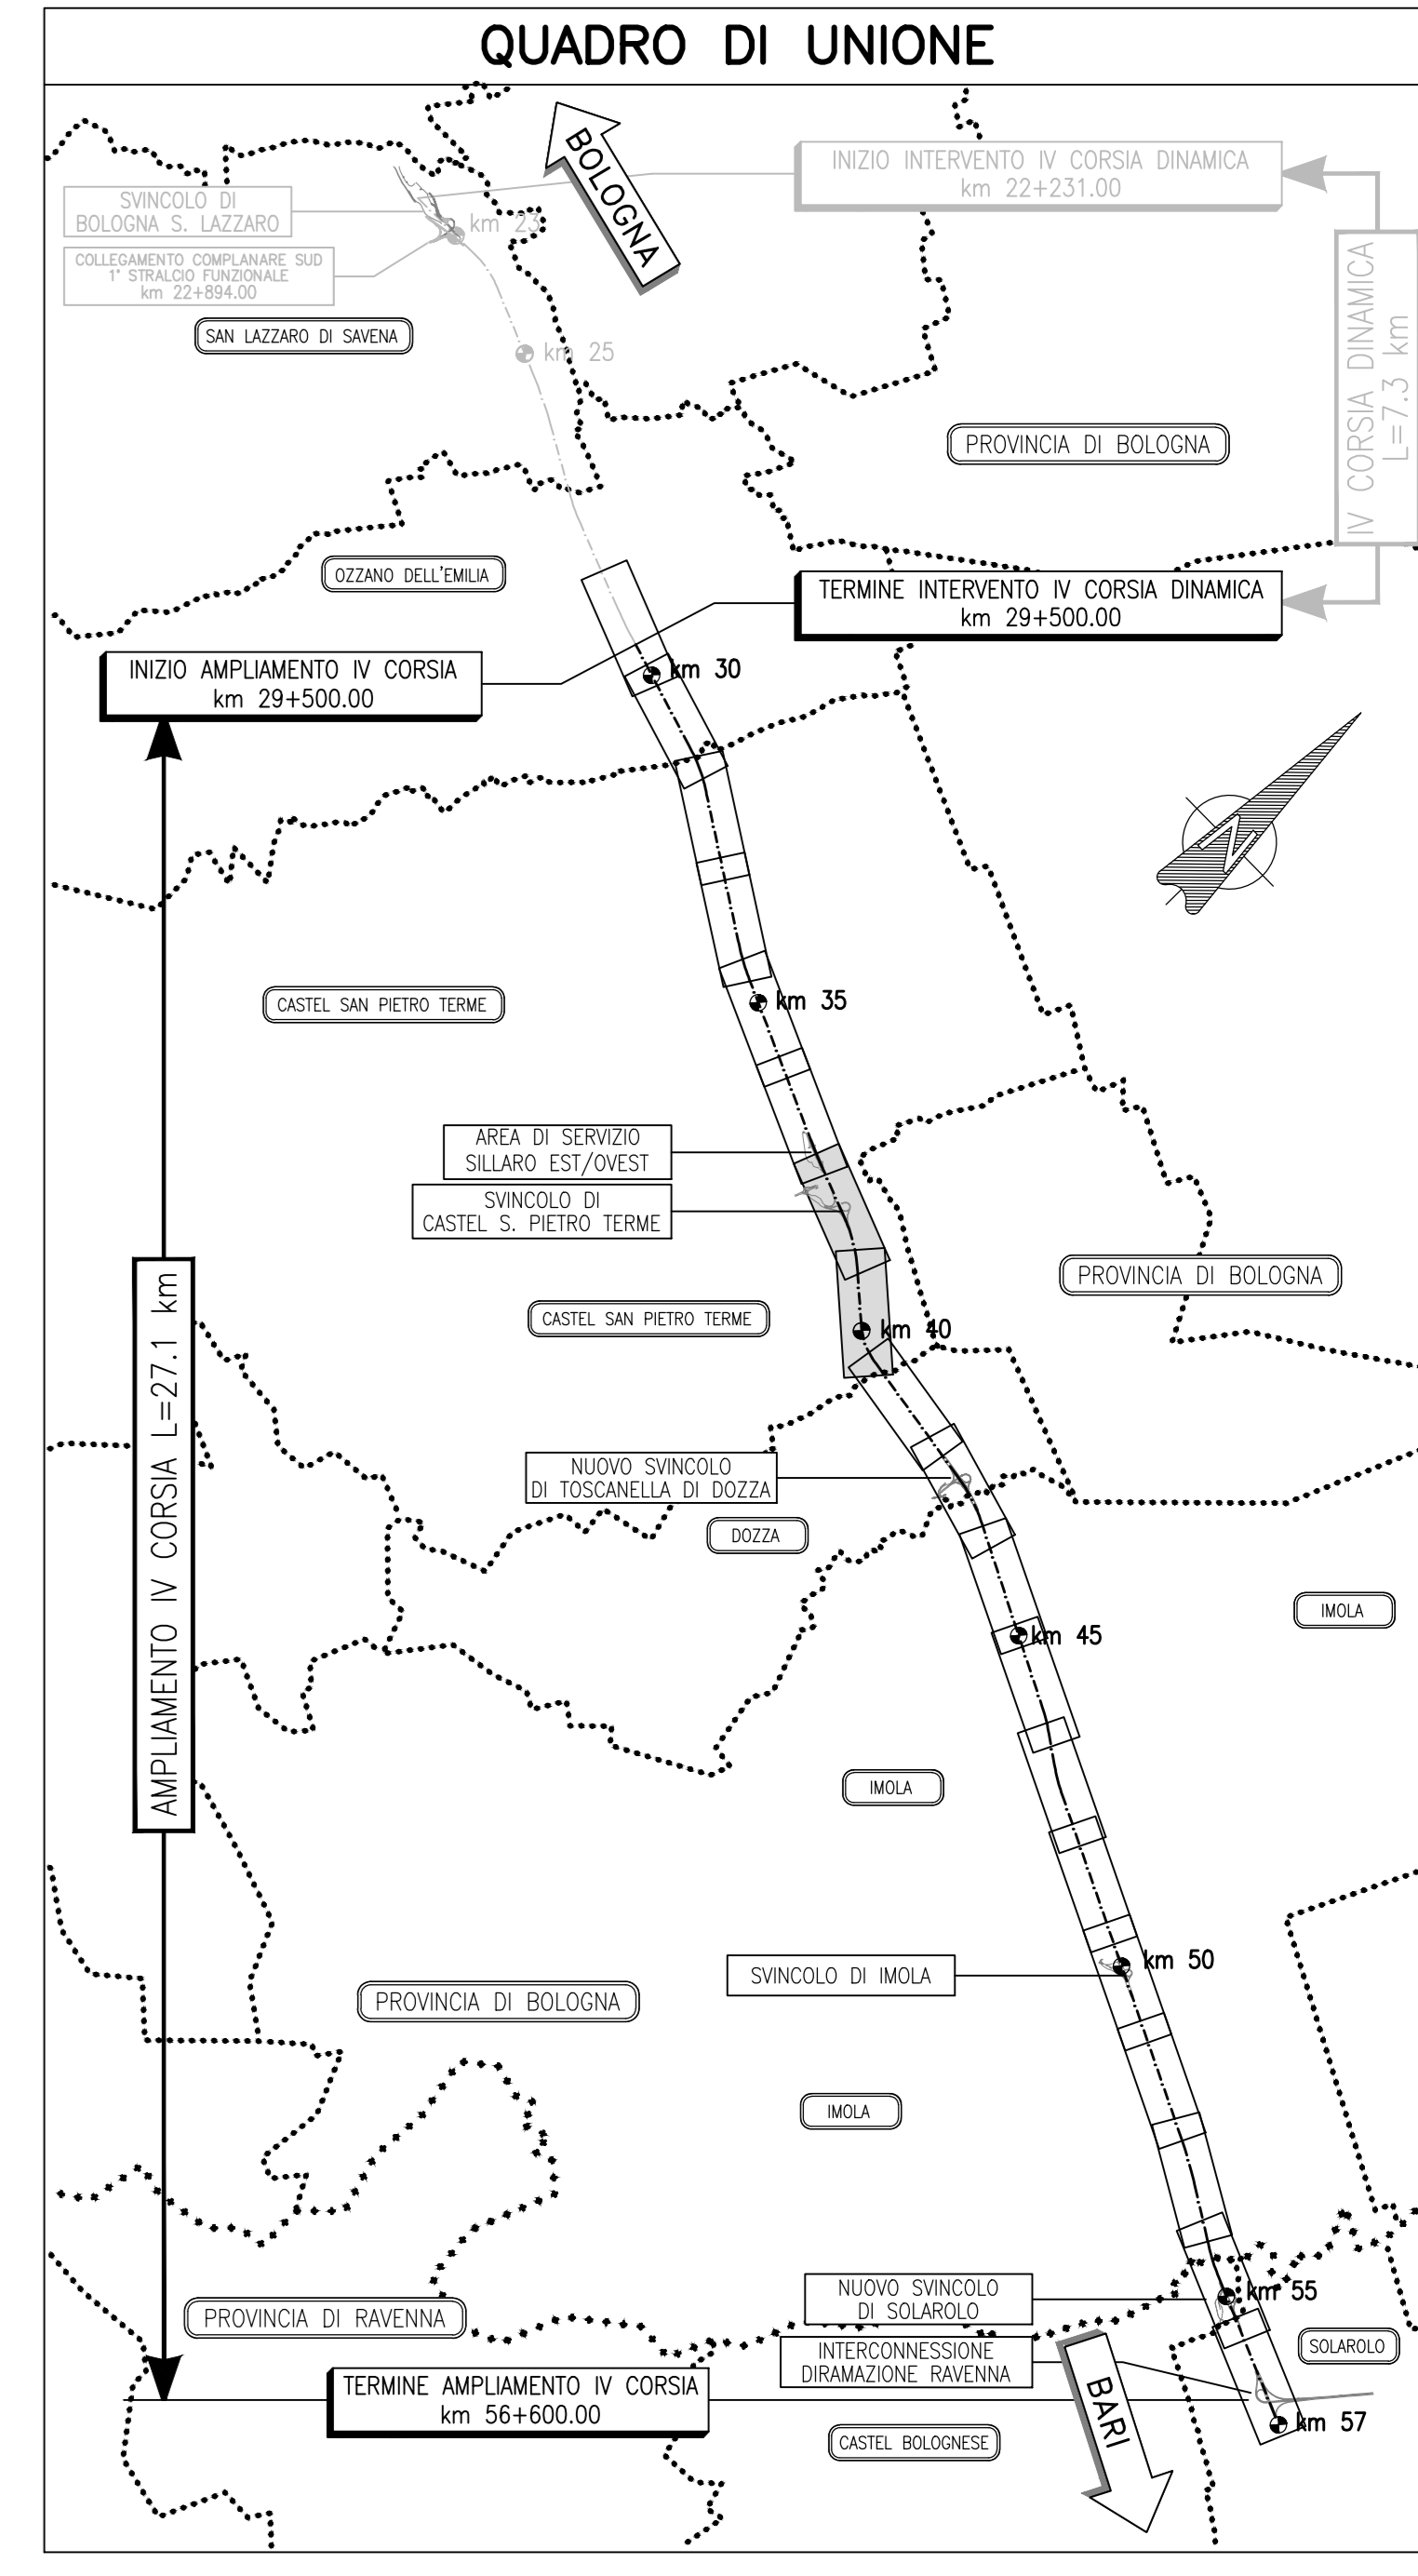 QUADRO DI UNIONE
BOLOGNA
INIZIO INTERVENTO IV CORSIA DINAMICA
km 22+231.00
SVINCOLO DI
BOLOGNA S. LAZZARO
km 23
COLLEGAMENTO COMPLANARE SUD
1° STRALCIO FUNZIONALE
km 22+894.00
IV CORSIA DINAMICA
L=7.3 km
SAN LAZZARO DI SAVENA
km 25
PROVINCIA DI BOLOGNA
OZZANO DELL'EMILIA
TERMINE INTERVENTO IV CORSIA DINAMICA
km 29+500.00
INIZIO AMPLIAMENTO IV CORSIA
km 29+500.00
km 30
N
CASTEL SAN PIETRO TERME
km 35
AREA DI SERVIZIO
SILLARO EST/OVEST
SVINCOLO DI
CASTEL S. PIETRO TERME
PROVINCIA DI BOLOGNA
CASTEL SAN PIETRO TERME
km 40
AMPLIAMENTO IV CORSIA L=27.1 km
NUOVO SVINCOLO
DI TOSCANELLA DI DOZZA
DOZZA
IMOLA
km 45
IMOLA
km 50
SVINCOLO DI IMOLA
PROVINCIA DI BOLOGNA
IMOLA
NUOVO SVINCOLO
DI SOLAROLO
km 55
PROVINCIA DI RAVENNA
SOLAROLO
INTERCONNESSIONE
DIRAMAZIONE RAVENNA
TERMINE AMPLIAMENTO IV CORSIA
km 56+600.00
BARI
km 57
CASTEL BOLOGNESE